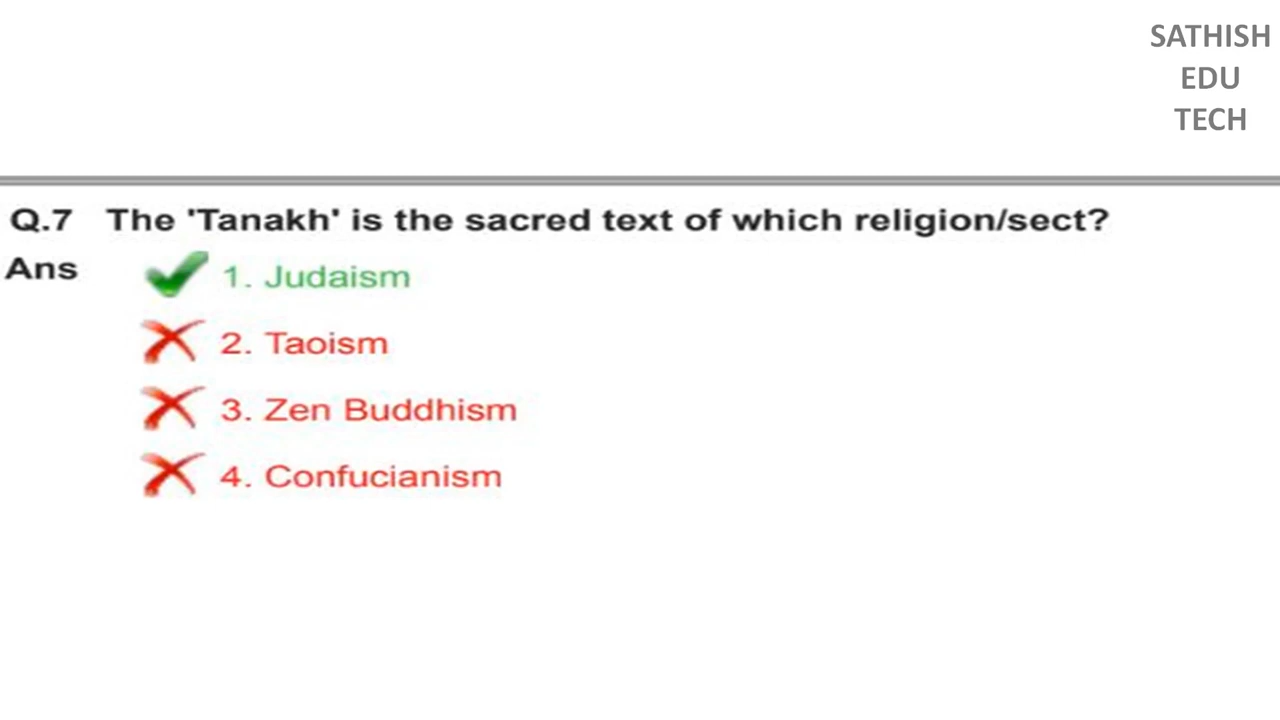 SATHISH
EDU
TECH
Q.7 The 'Tanakh' is the sacred text of which religion/sect?
Ans 1. Judaism
2. Taoism
3. Zen Buddhism
4. Confucianism